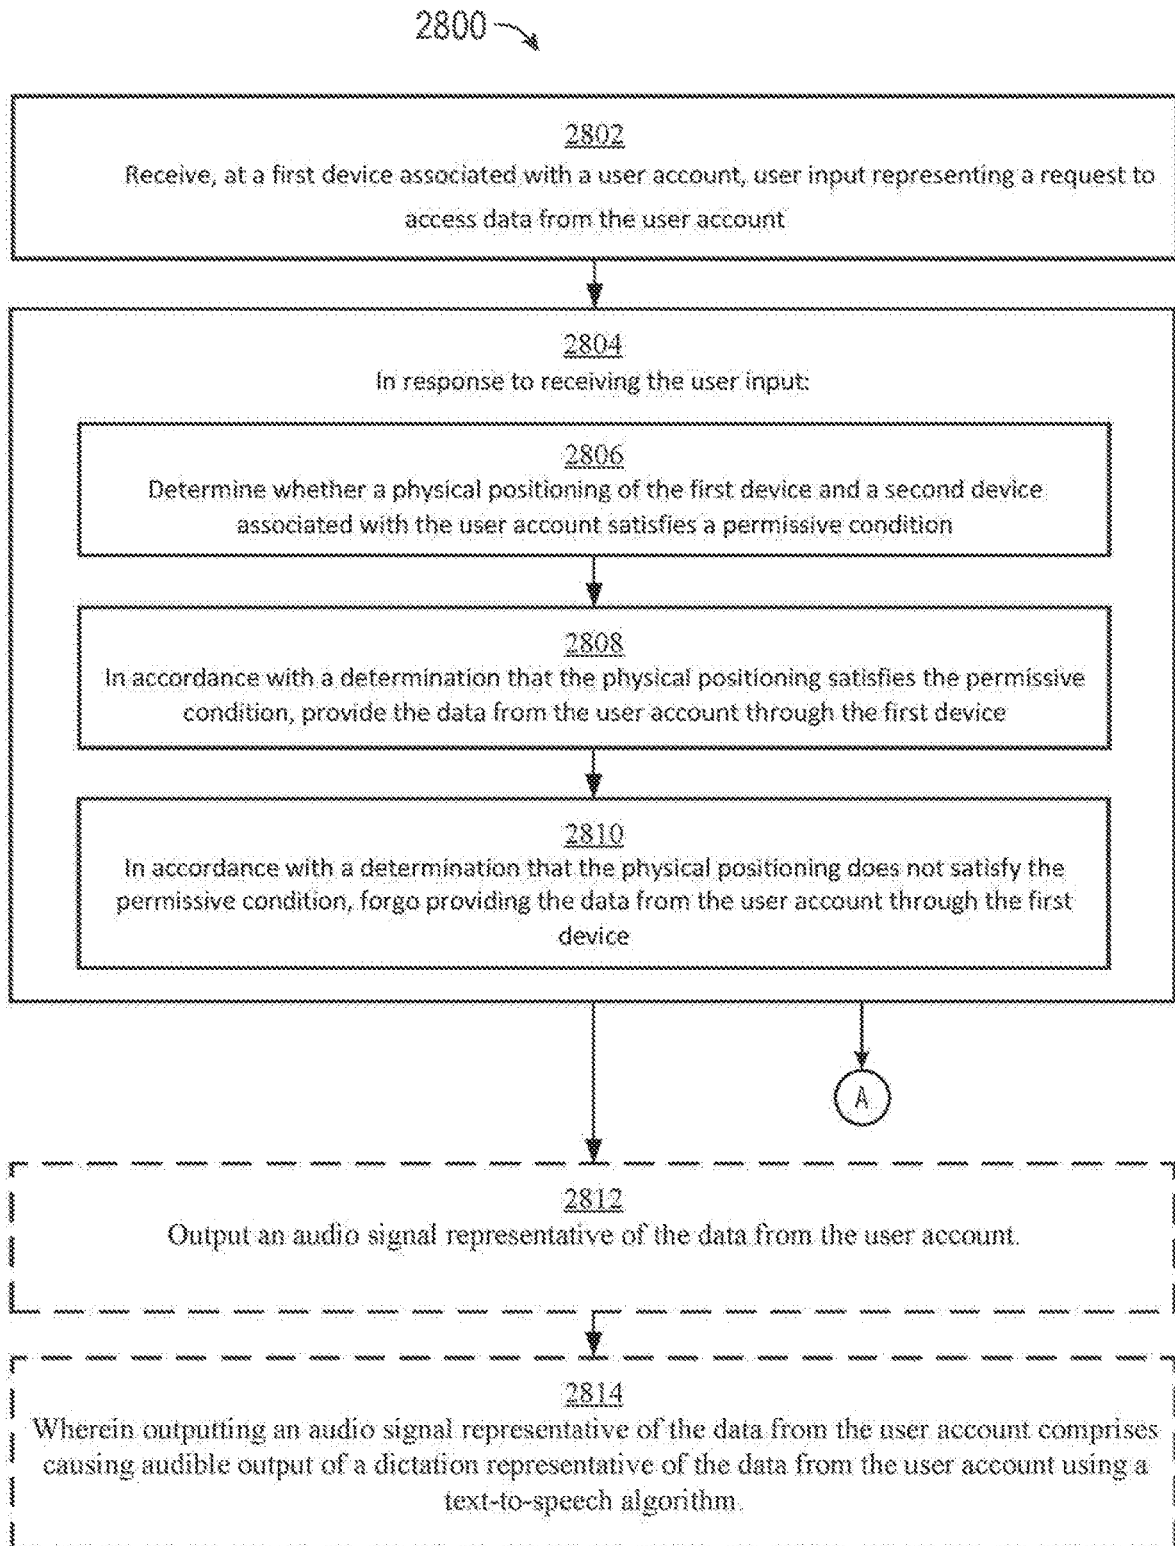 2800
2802
Receive, at a first device associated with a user account, user input representing a request to
access data from the user account
2804
In response to receiving the user input:
2806
Determine whether a physical positioning of the first device and a second device
associated with the user account satisfies a permissive condition
2808
In accordance with a determination that the physical positioning satisfies the permissive
condition, provide the data from the user account through the first device
2810
In accordance with a determination that the physical positioning does not satisfy the
permissive condition, forgo providing the data from the user account through the first
device
A
2812
Output an audio signal representative of the data from the user account.
2814
Wherein outputting an audio signal representative of the data from the user account comprises
causing audible output of a dictation representative of the data from the user account using a
text-to-speech algorithm.